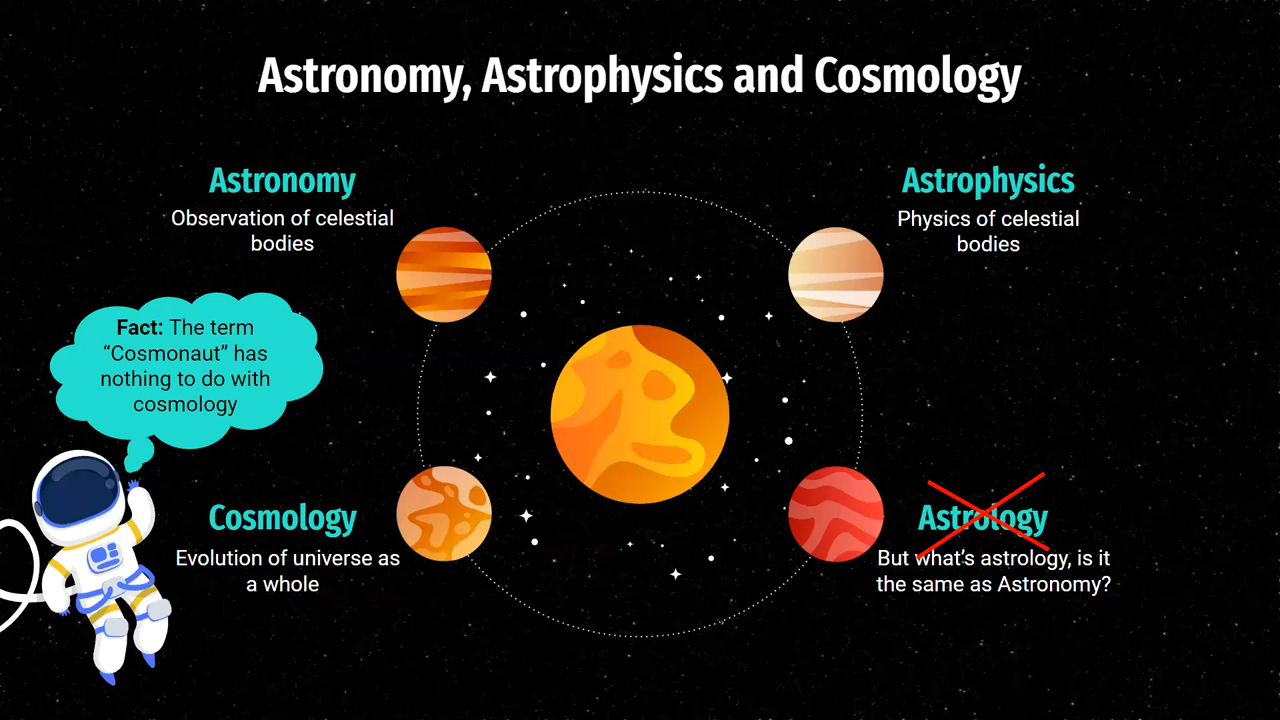 Astronomy, Astrophysics and Cosmology
Astronomy
Observation of celestial
bodies
Astrophysics
Physics of celestial
bodies
Fact: The term
“Cosmonaut” has
nothing to do with
cosmology
Cosmology
Evolution of universe as
a whole
Astrology
But what’s astrology, is it
the same as Astronomy?